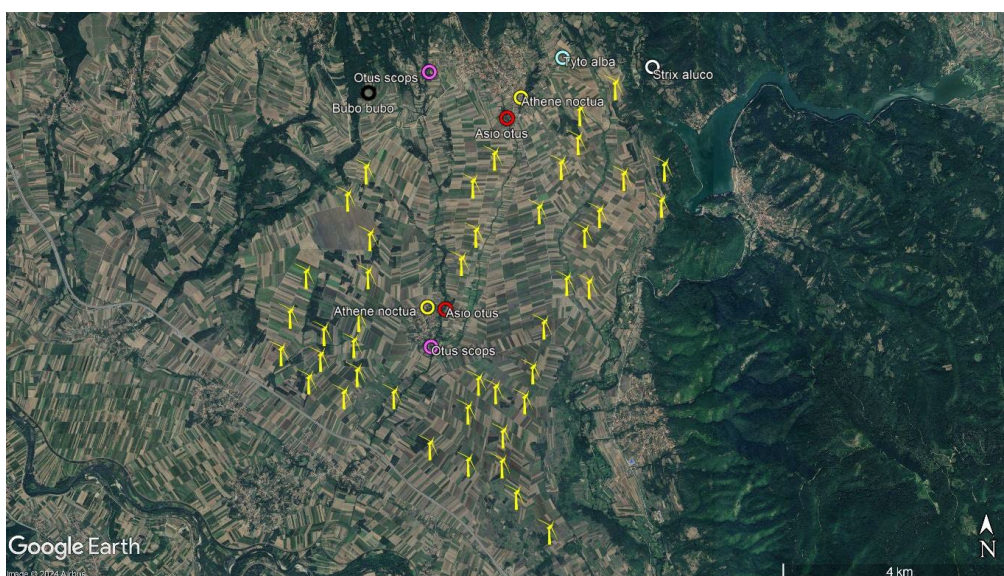 Tyto alba
Otus scops
Strix aluco
Bubo bubo
Athene noctua
Asio otus
Athene noctua
Asio otus
Otus scops
Google Earth
Image © 2024 Airbus
N
4 km